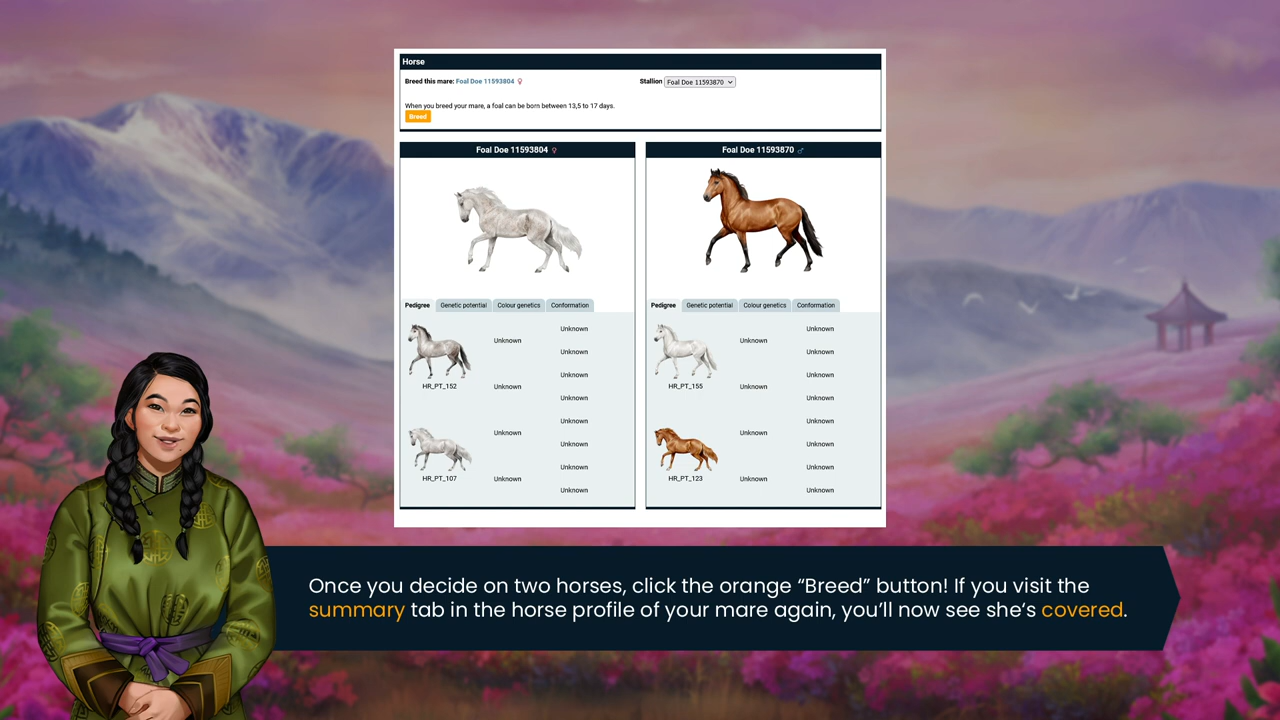 Horse
Breed this mare: Foal Doe 11593804 ♀
Stallion Foal Doe 11593870
When you breed your mare, a foal can be born between 13,5 to 17 days.
Breed
Foal Doe 11593804 ♀
Pedigree Genetic potential Colour genetics Conformation
Unknown
Unknown
Unknown
Unknown
HR_PT_152
Unknown
Unknown
Unknown
Unknown
Unknown
Unknown
HR_PT_107
Unknown
Unknown
Foal Doe 11593870 ♂
Pedigree Genetic potential Colour genetics Conformation
Unknown
Unknown
Unknown
Unknown
HR_PT_155
Unknown
Unknown
Unknown
Unknown
Unknown
Unknown
HR_PT_123
Unknown
Unknown
Once you decide on two horses, click the orange “Breed” button! If you visit the
summary tab in the horse profile of your mare again, you’ll now see she’s covered.